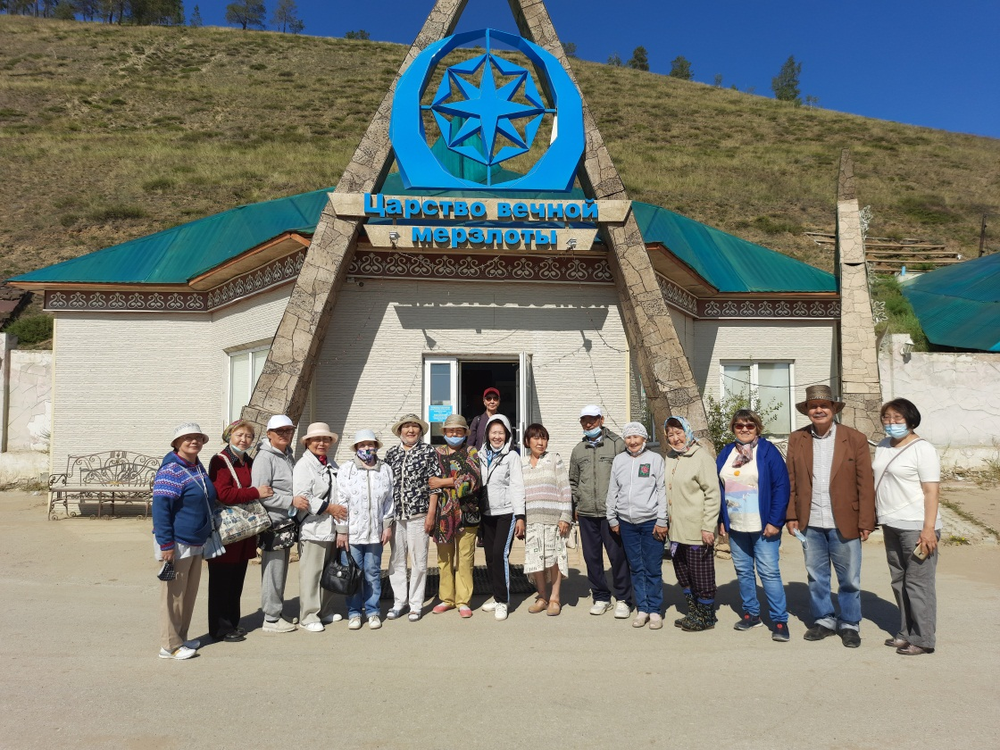 Царство вечной
мерзлоты